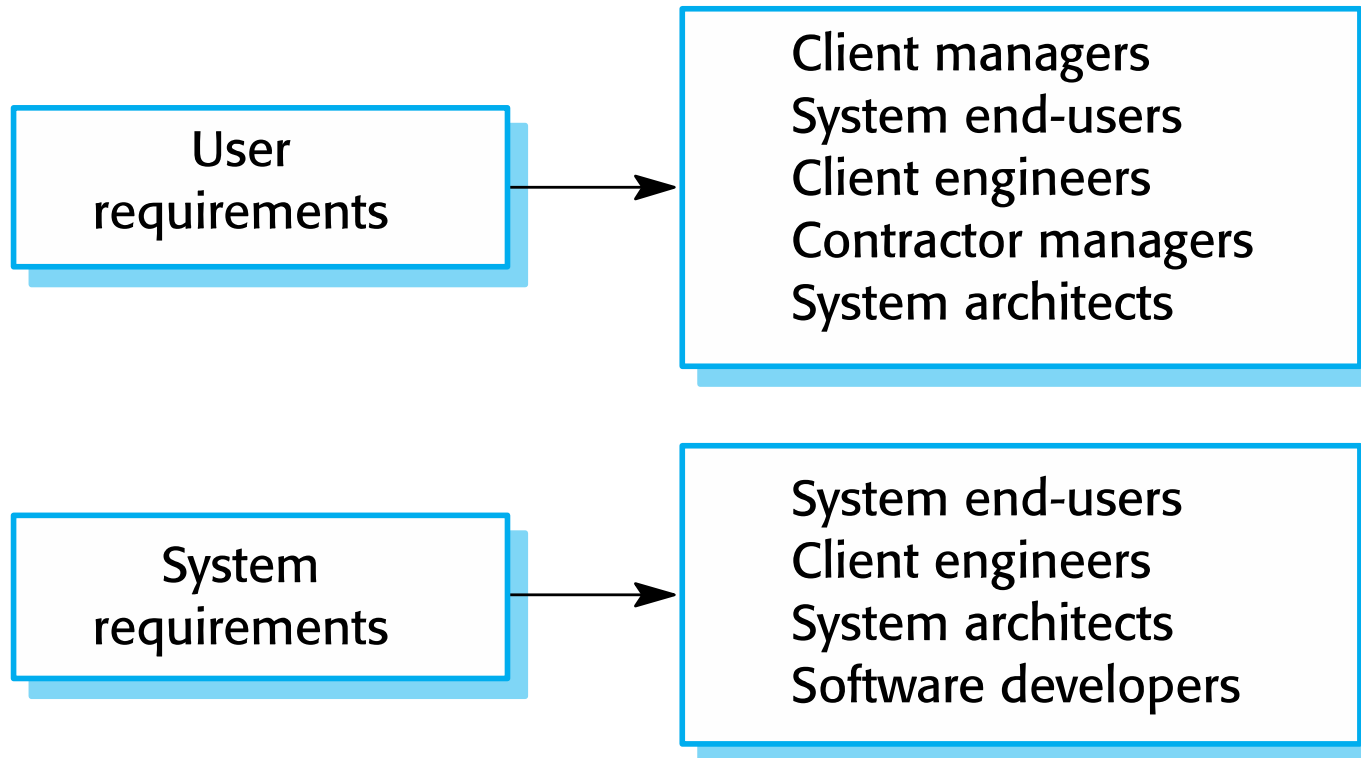 User
requirements
Client managers
System end-users
Client engineers
Contractor managers
System architects
System
requirements
System end-users
Client engineers
System architects
Software developers